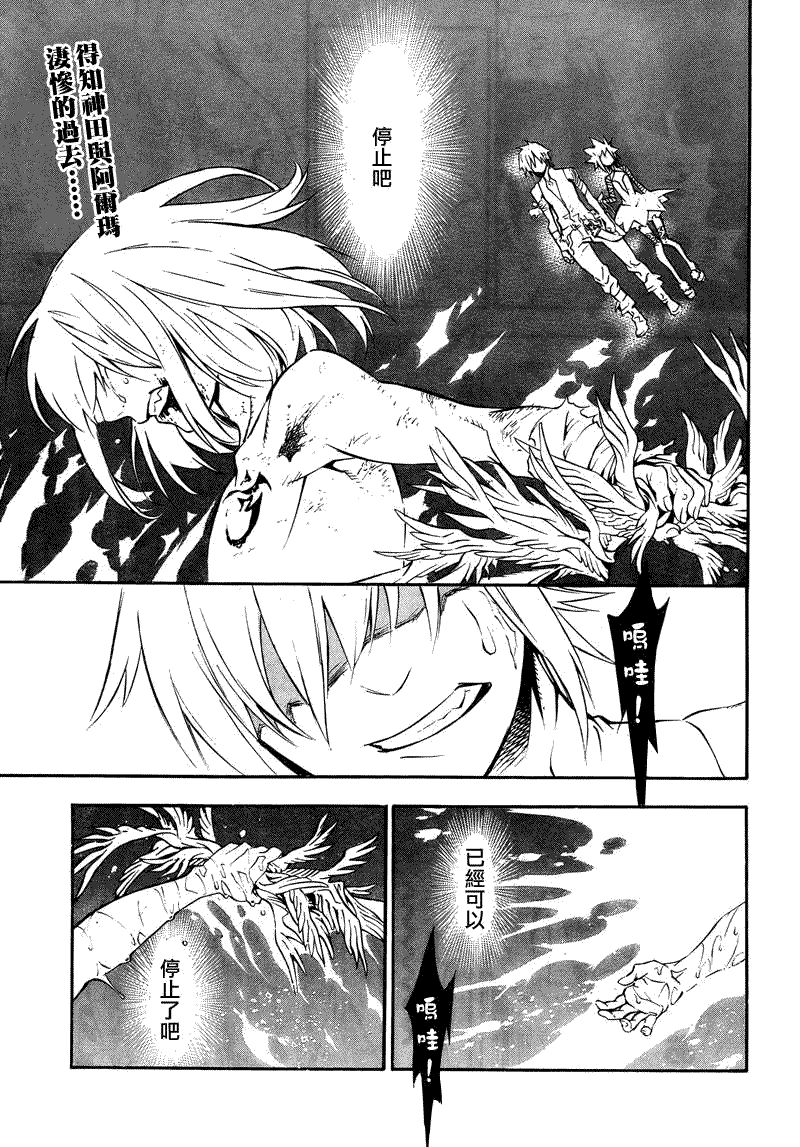 停止吧
得知神田與阿爾瑪
淒慘的過去……
嗚哇！
已經可以
嗚哇！
停止了吧